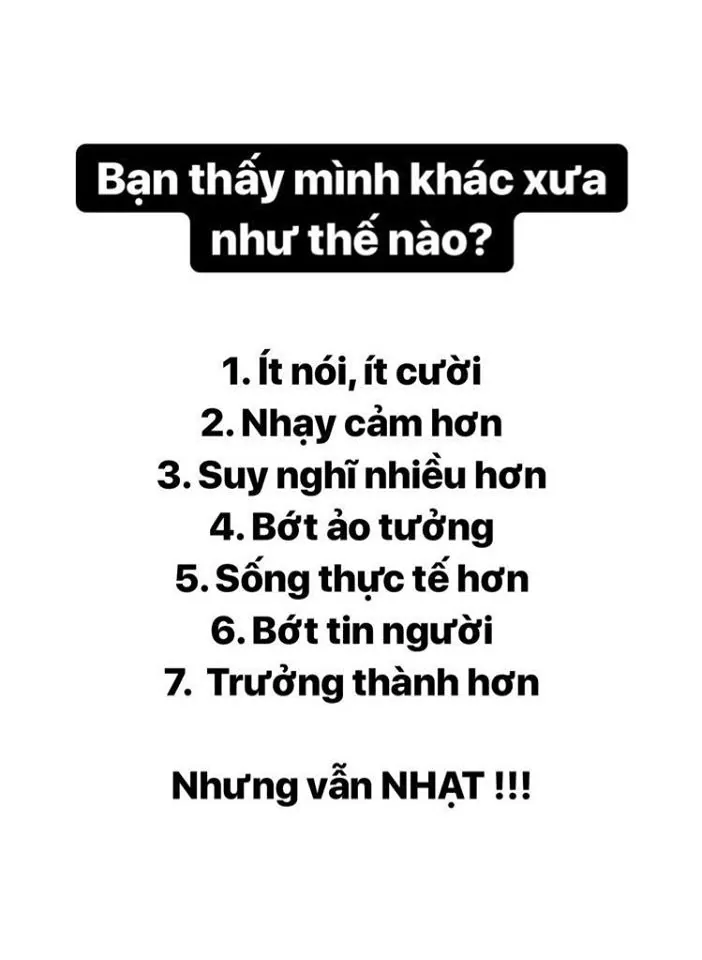 Bạn thấy mình khác xưa
như thế nào?
1. Ít nói, ít cười
2. Nhạy cảm hơn
3. Suy nghĩ nhiều hơn
4. Bớt ảo tưởng
5. Sống thực tế hơn
6. Bớt tin người
7. Trưởng thành hơn
Nhưng vẫn NHẠT !!!